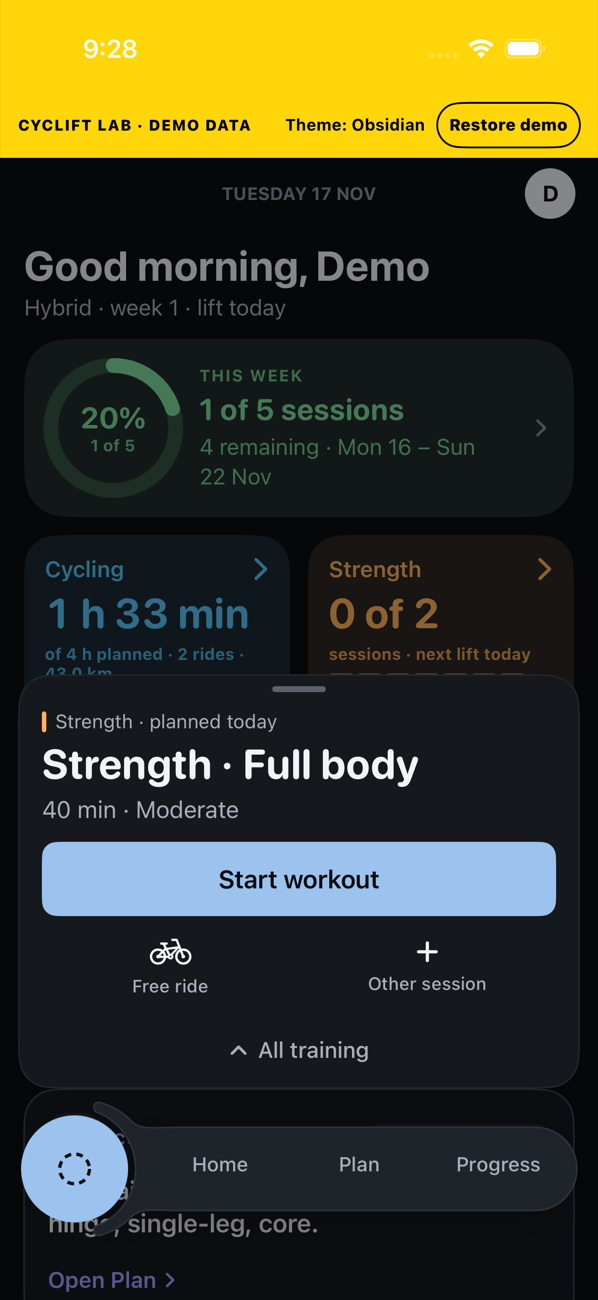 9:28
CYCLIFT LAB · DEMO DATA
Theme: Obsidian
Restore demo
TUESDAY 17 NOV
D
Good morning, Demo
Hybrid · week 1 · lift today
20%
1 of 5
THIS WEEK
1 of 5 sessions
4 remaining · Mon 16 – Sun
22 Nov
Cycling
1 h 33 min
of 4 h planned · 2 rides ·
43.0 km
Strength
0 of 2
sessions · next lift today
Strength · planned today
Strength · Full body
40 min · Moderate
Start workout
Free ride
Other session
All training
Home
Plan
Progress
hinge, single-leg, core.
Open Plan